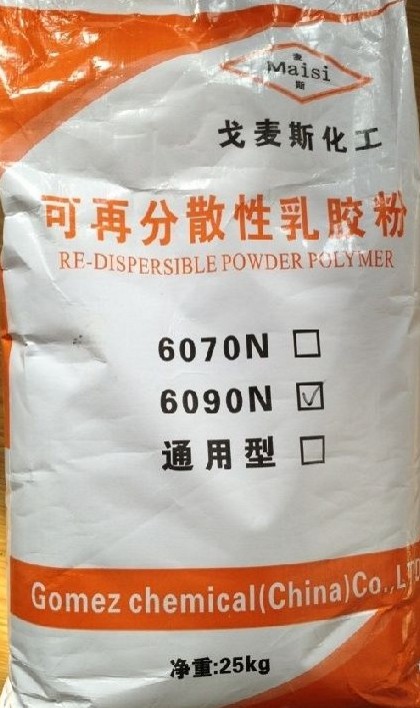 麦
Maisi
斯
戈麦斯化工
可再分散性乳胶粉
RE-DISPERSIBLE POWDER POLYMER
6070N
6090N
通用型
Gomez chemical(China)Co.,
净重:25kg